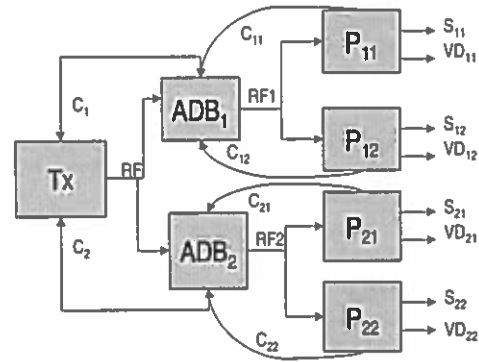 C₁₁
P₁₁
S₁₁
VD₁₁
C₁
ADB₁
RF1
P₁₂
S₁₂
VD₁₂
C₁₂
Tx
RF
C₂₁
P₂₁
S₂₁
VD₂₁
C₂
ADB₂
RF2
P₂₂
S₂₂
VD₂₂
C₂₂